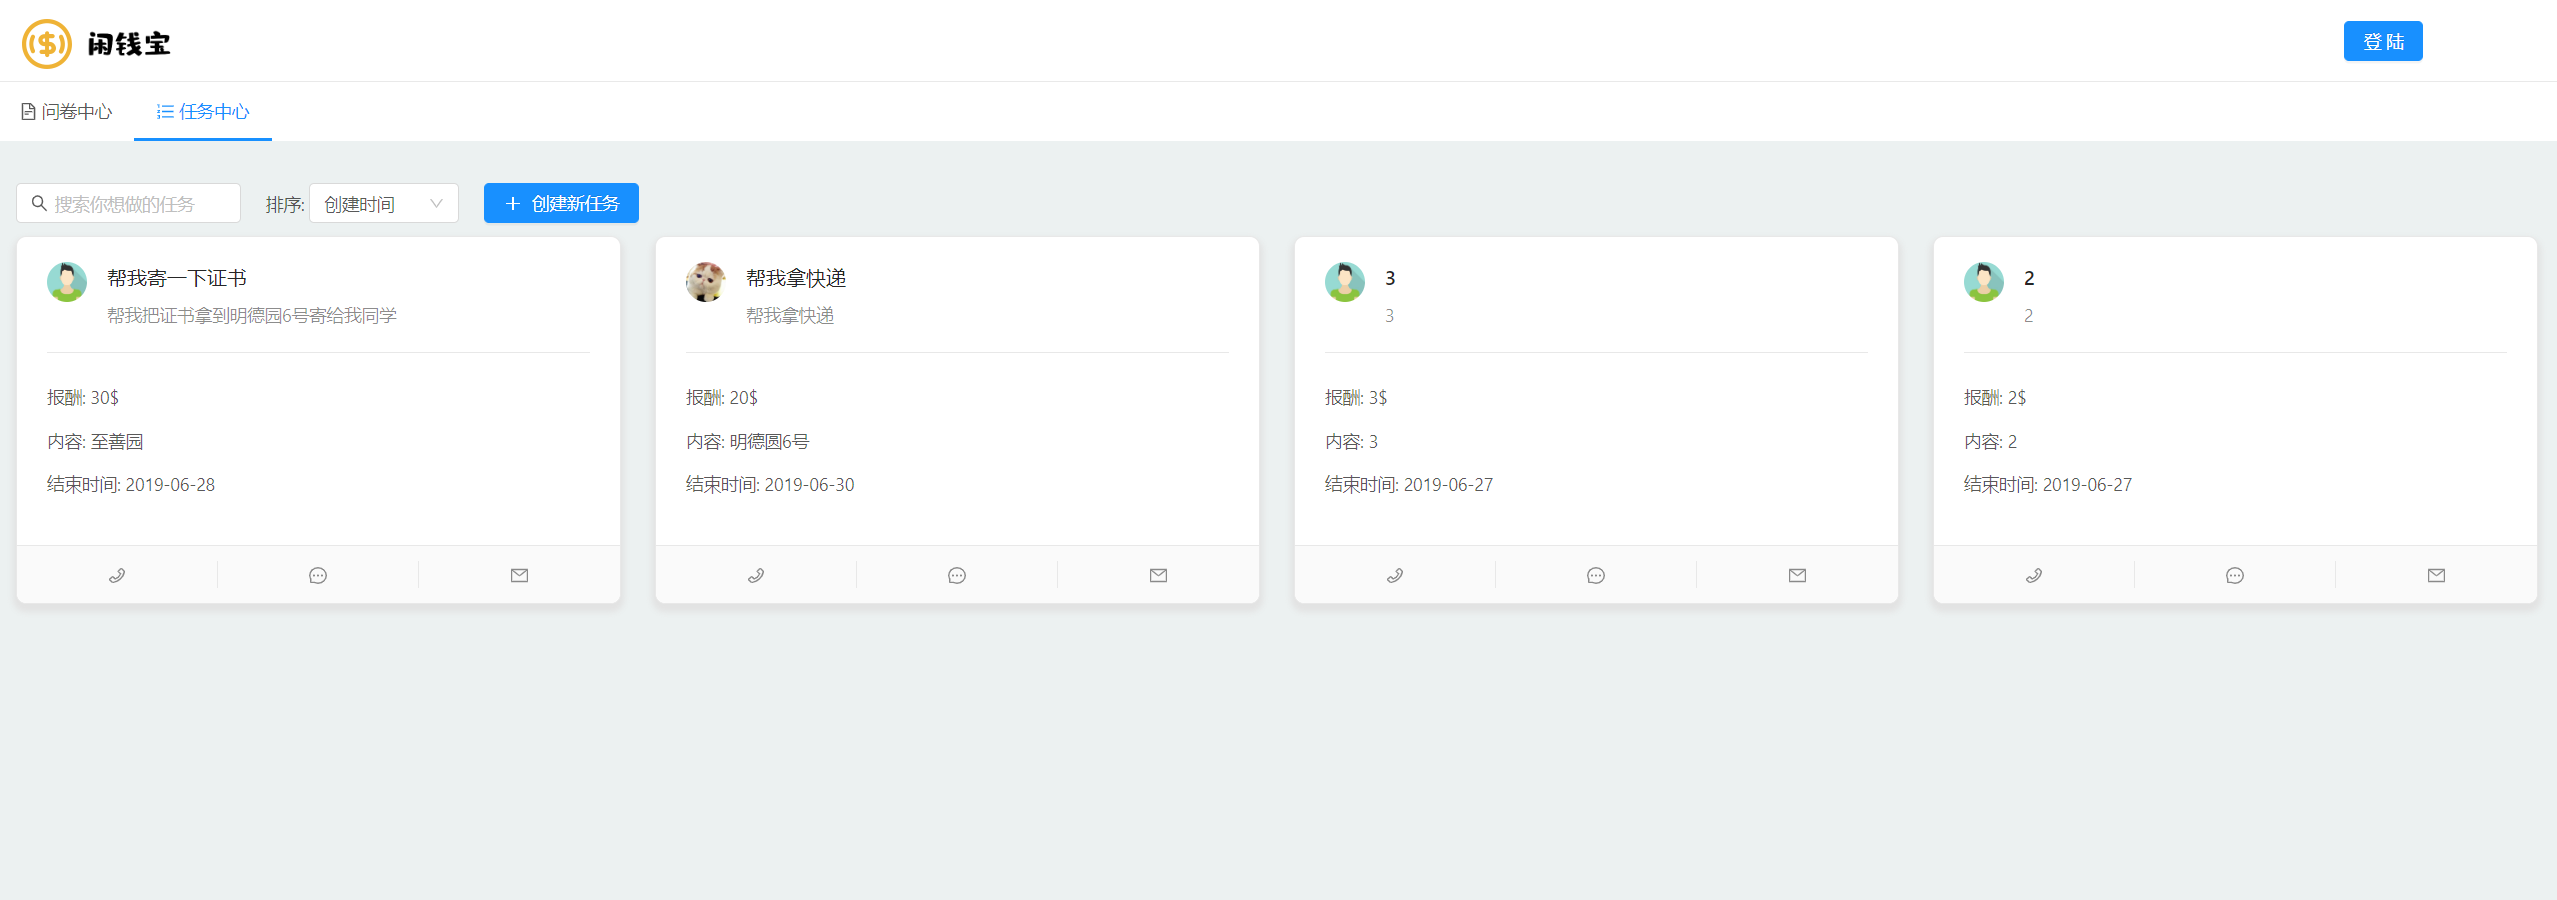 闲钱宝
登 陆
问卷中心
任务中心
搜索你想做的任务
排序: 创建时间
创建新任务
帮我寄一下证书
帮我把证书拿到明德园6号寄给我同学
报酬: 30$
内容: 至善园
结束时间: 2019-06-28
帮我拿快递
帮我拿快递
报酬: 20$
内容: 明德圆6号
结束时间: 2019-06-30
3
3
报酬: 3$
内容: 3
结束时间: 2019-06-27
2
2
报酬: 2$
内容: 2
结束时间: 2019-06-27